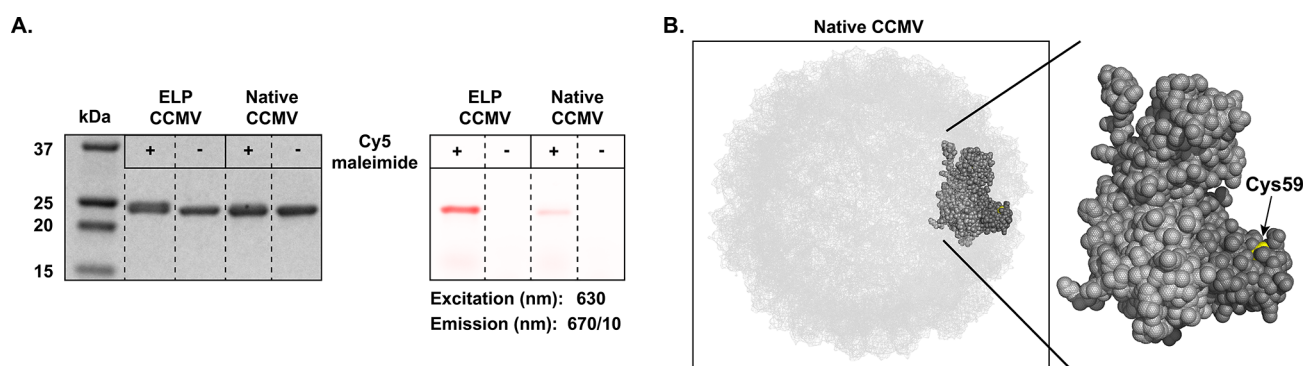 A.
kDa
ELP
CCMV
Native
CCMV
+ - + -
37
25
20
15
Cy5
maleimide
ELP
CCMV
Native
CCMV
+ - + -
Excitation (nm): 630
Emission (nm): 670/10
B.
Native CCMV
Cys59